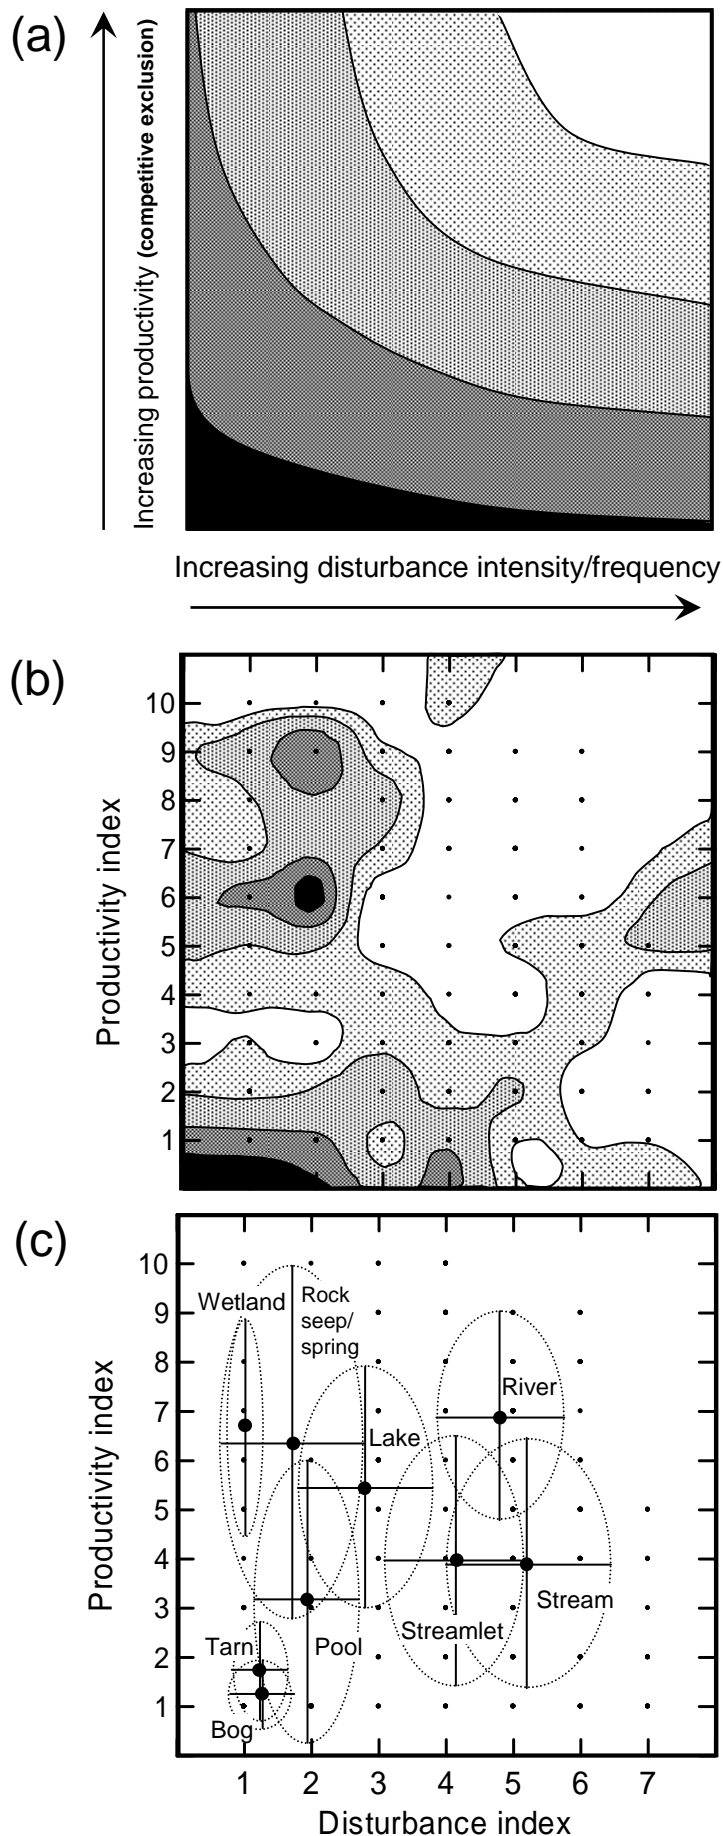 (a)
Increasing productivity (competitive exclusion)
Increasing disturbance intensity/frequency
(b)
Productivity index
10
9
8
7
6
5
4
3
2
1
(c)
Productivity index
10
9
8
7
6
5
4
3
2
1
Wetland
Rock
seep/
spring
River
Lake
Stream
Streamlet
Tarn
Pool
Bog
1 2 3 4 5 6 7
Disturbance index